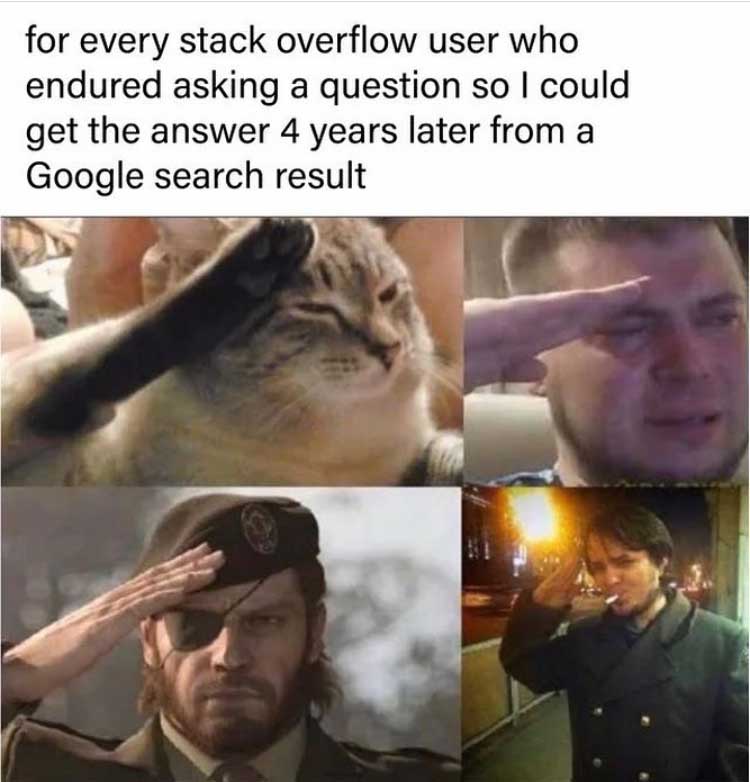 for every stack overflow user who
endured asking a question so I could
get the answer 4 years later from a
Google search result